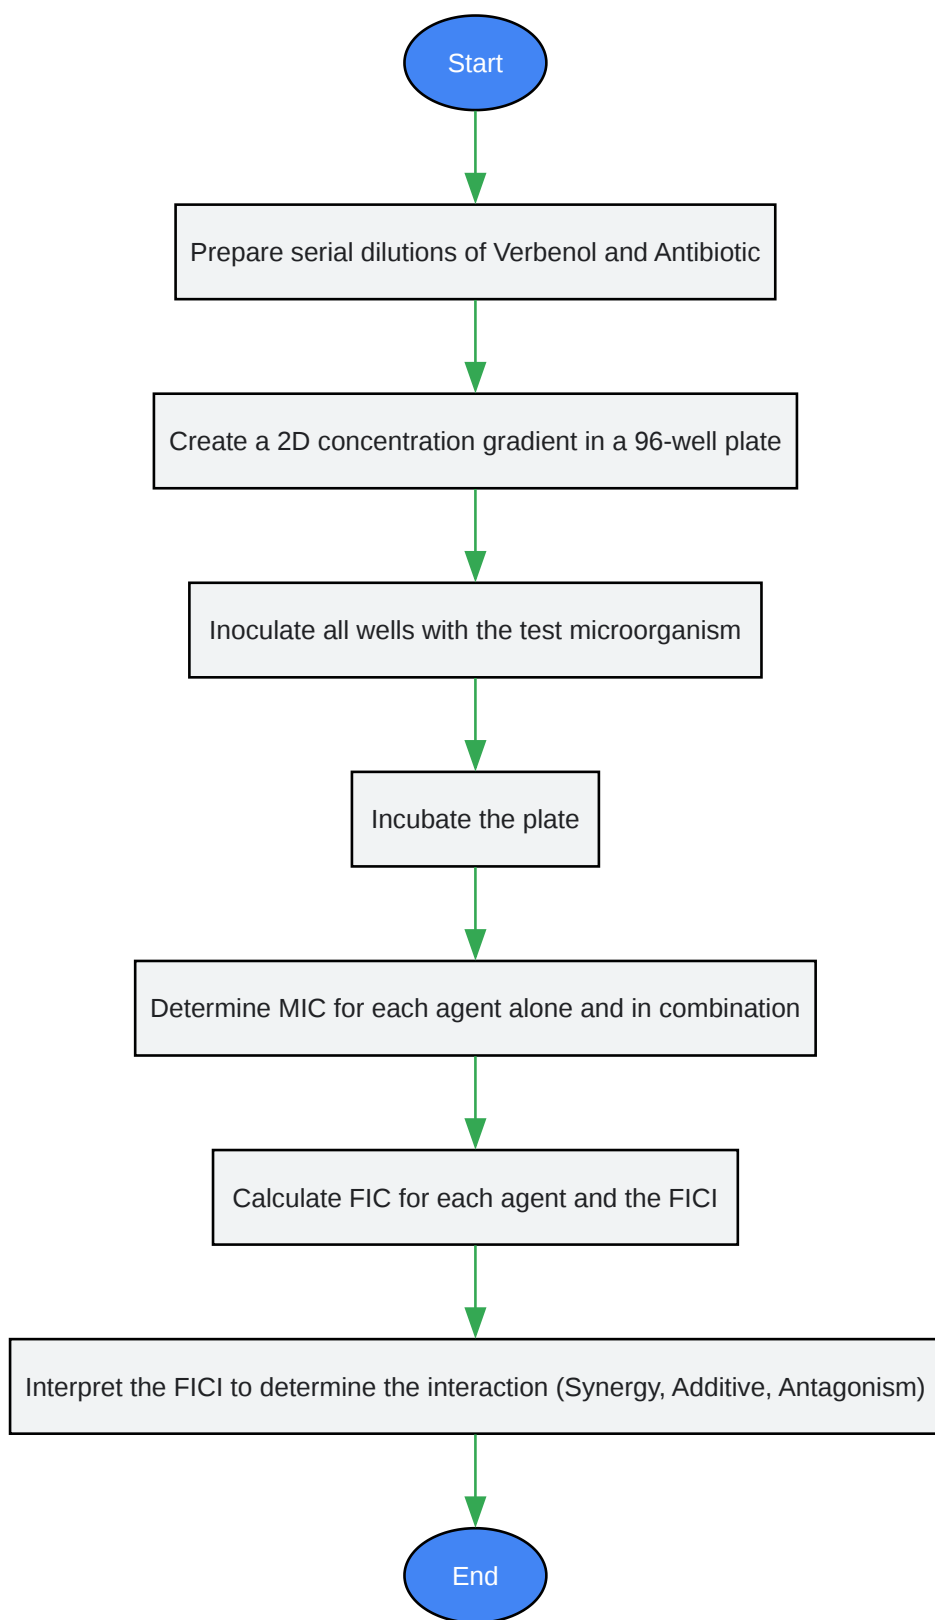 Start
Prepare serial dilutions of Verbenol and Antibiotic
Create a 2D concentration gradient in a 96-well plate
Inoculate all wells with the test microorganism
Incubate the plate
Determine MIC for each agent alone and in combination
Calculate FIC for each agent and the FICI
Interpret the FICI to determine the interaction (Synergy, Additive, Antagonism)
End